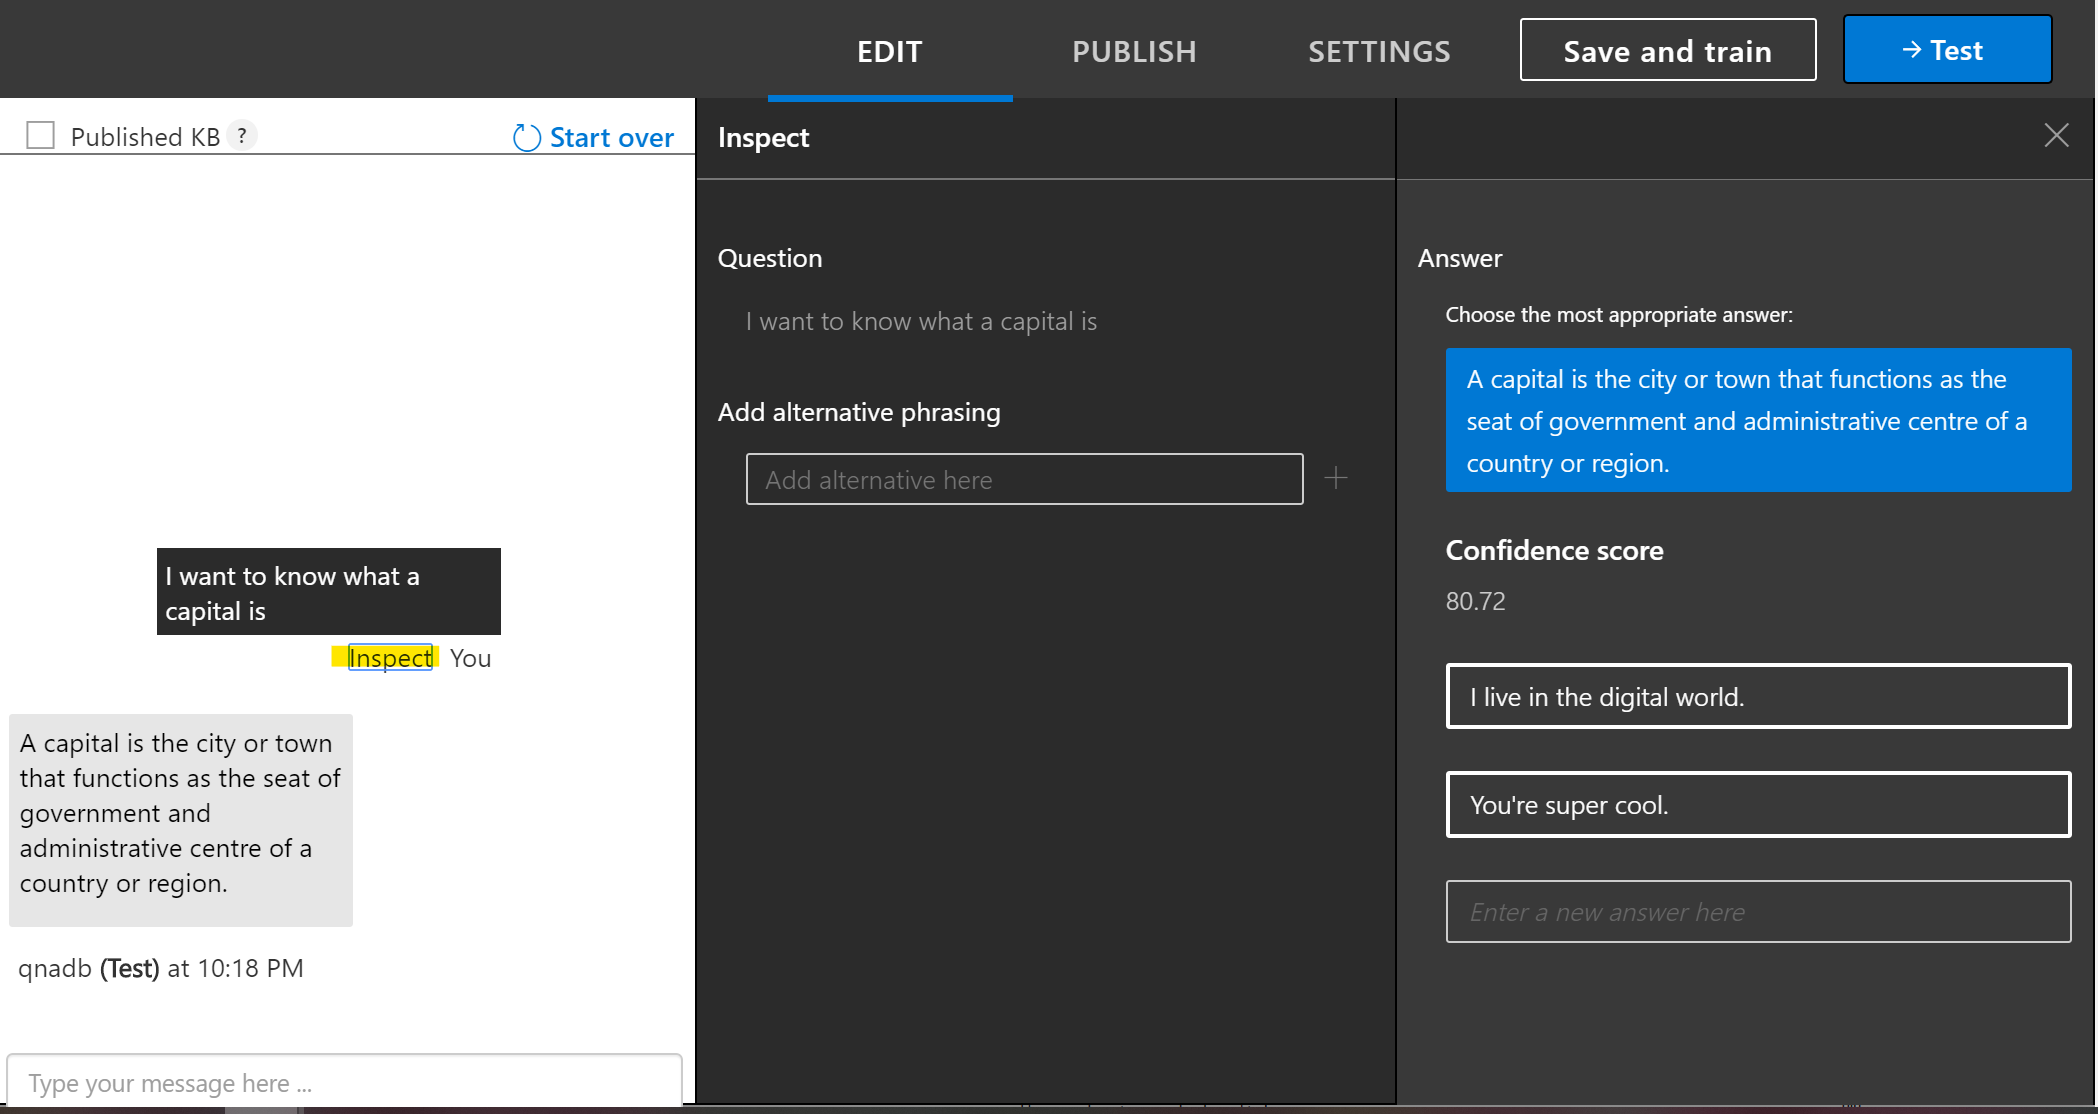 EDIT
PUBLISH
SETTINGS
Save and train
→ Test
Published KB ?
Start over
I want to know what a
capital is
Inspect You
A capital is the city or town
that functions as the seat of
government and
administrative centre of a
country or region.
qnadb (Test) at 10:18 PM
Type your message here ...
Inspect
Question
I want to know what a capital is
Add alternative phrasing
Add alternative here
Answer
Choose the most appropriate answer:
A capital is the city or town that functions as the
seat of government and administrative centre of a
country or region.
Confidence score
80.72
I live in the digital world.
You're super cool.
Enter a new answer here